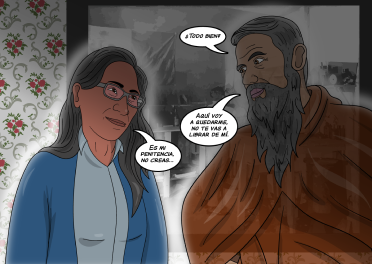 ¿Todo bien?
Aquí voy
a quedarme,
no te vas a
librar de mí.
Es mi
penitencia,
no creas...